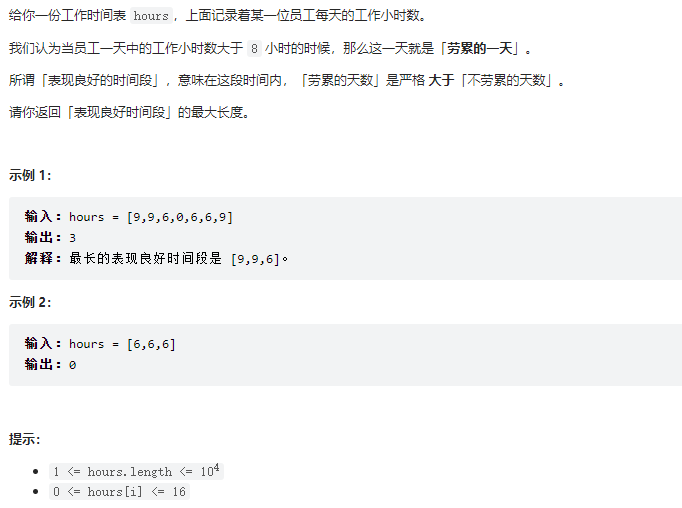 给你一份工作时间表 hours，上面记录着某一位员工每天的工作小时数。
我们认为当员工一天中的工作小时数大于 8 小时的时候，那么这一天就是「劳累的一天」。
所谓「表现良好的时间段」，意味在这段时间内，「劳累的天数」是严格 大于「不劳累的天数」。
请你返回「表现良好时间段」的最大长度。
示例 1：
输入：hours = [9,9,6,0,6,6,9]
输出：3
解释：最长的表现良好时间段是 [9,9,6]。
示例 2：
输入：hours = [6,6,6]
输出：0
提示：
• 1 <= hours.length <= 10⁴
• 0 <= hours[i] <= 16